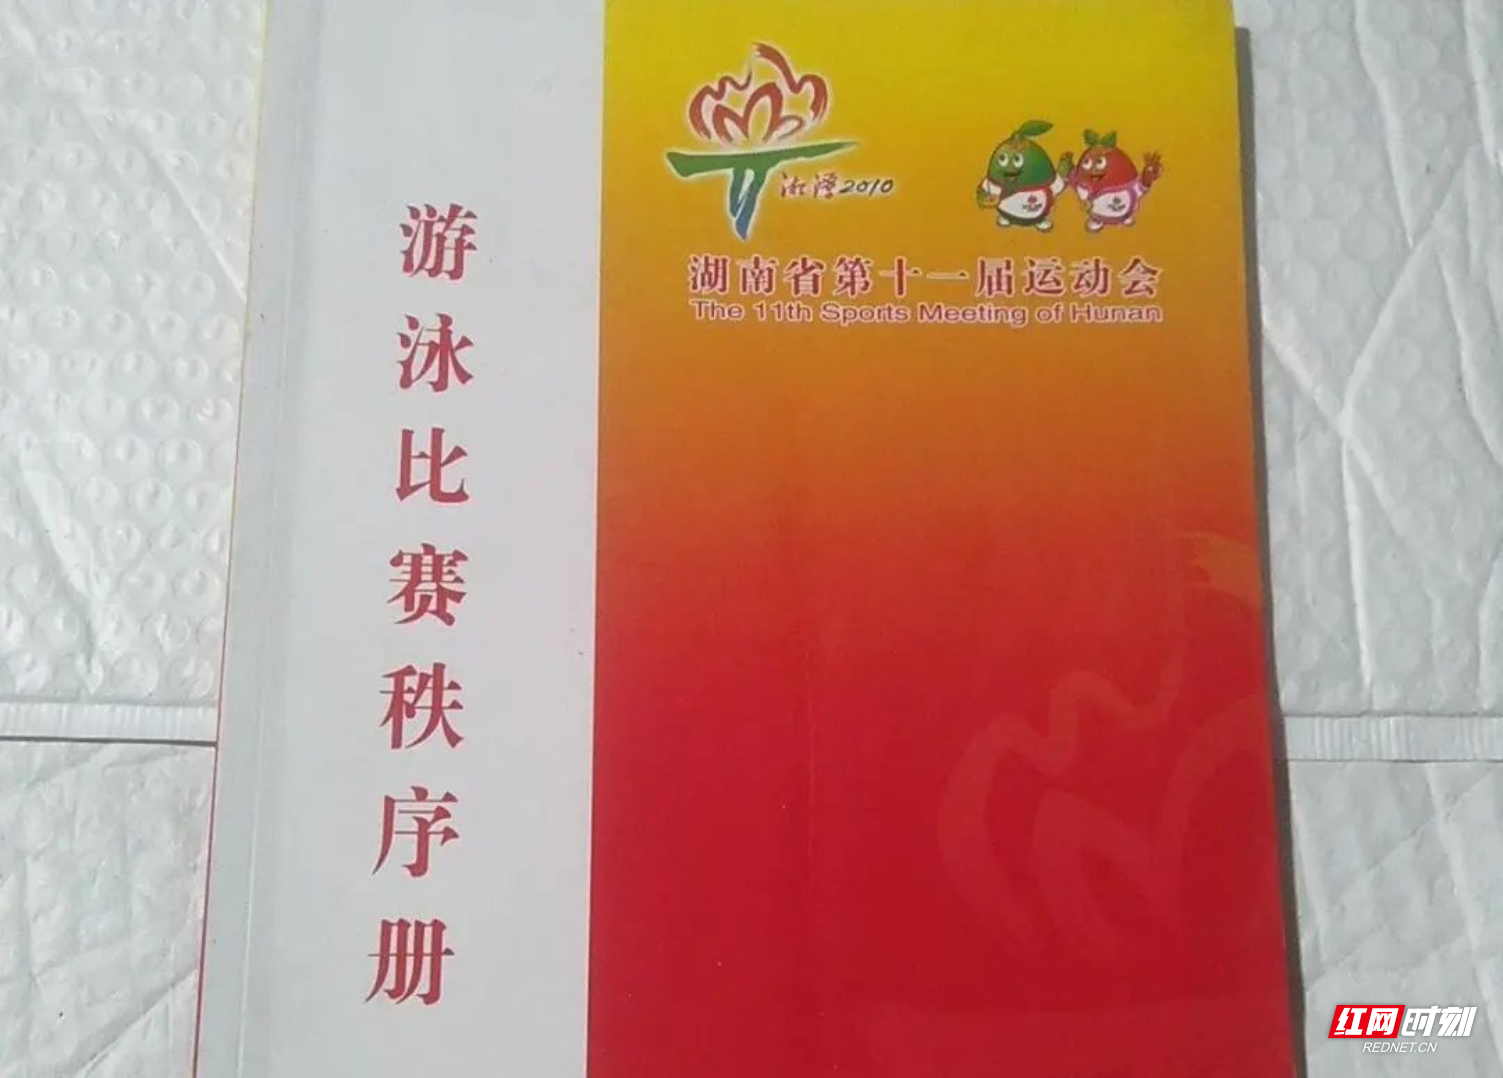 游泳比赛秩序册
湘潭2010
湖南省第十一届运动会
The 11th Sports Meeting of Hunan
红网时刻
REDNET.CN